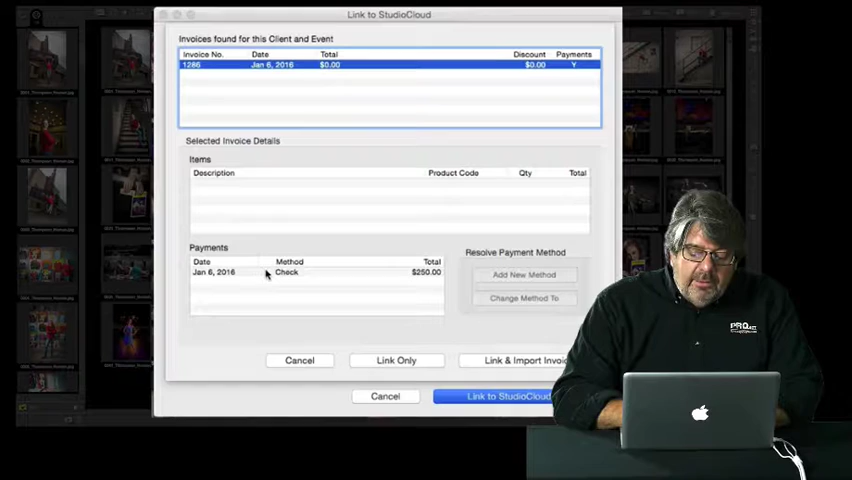 Link to StudioCloud
Invoices found for this Client and Event
Invoice No. Date Total Discount Payments
1286 Jan 6, 2016 $0.00 $0.00 Y
Selected Invoice Details
Items
Description Product Code Qty Total
Payments
Resolve Payment Method
Date Method Total
Jan 6, 2016 Check $250.00
Add New Method
Change Method To
Cancel Link Only Link & Import Invoi
Cancel Link to StudioCloud
PRO